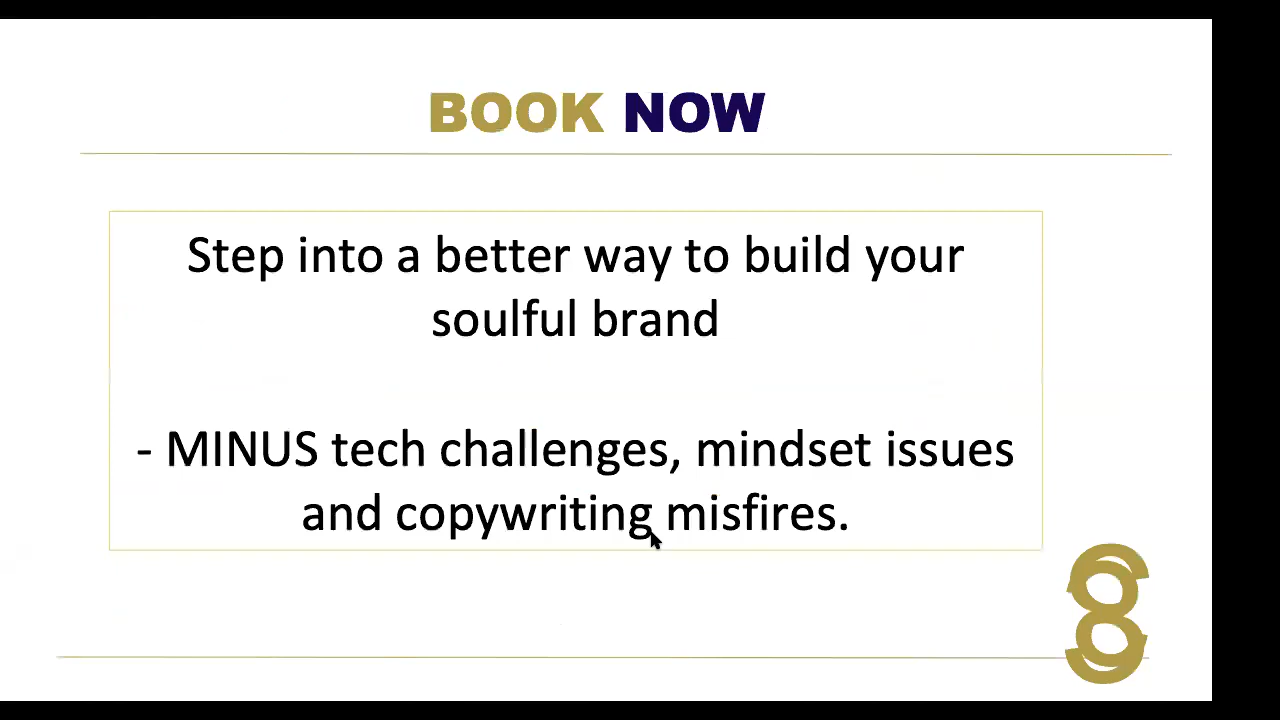 BOOK NOW
Step into a better way to build your
soulful brand
- MINUS tech challenges, mindset issues
and copywriting misfires.